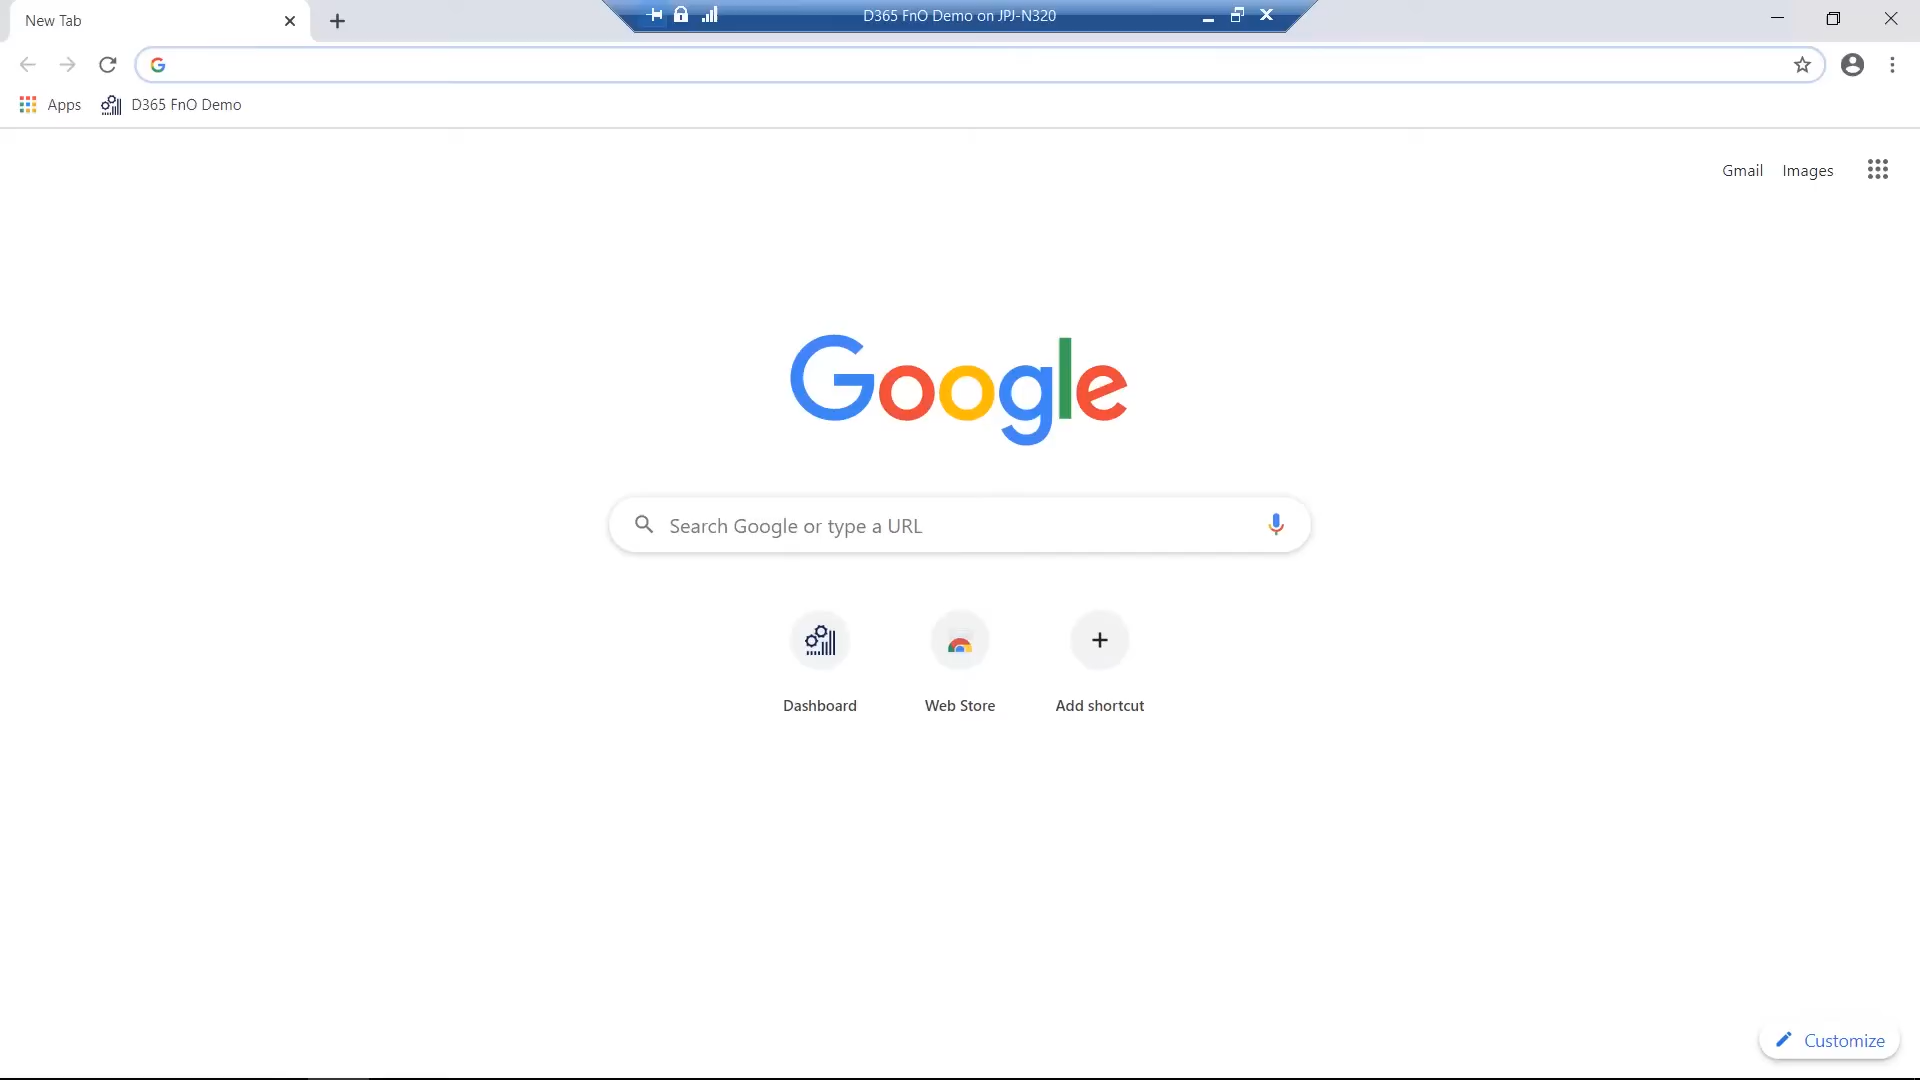 New Tab
D365 FnO Demo on JPJ-N320
Apps
D365 FnO Demo
Gmail
Images
Google
Search Google or type a URL
Dashboard
Web Store
Add shortcut
Customize